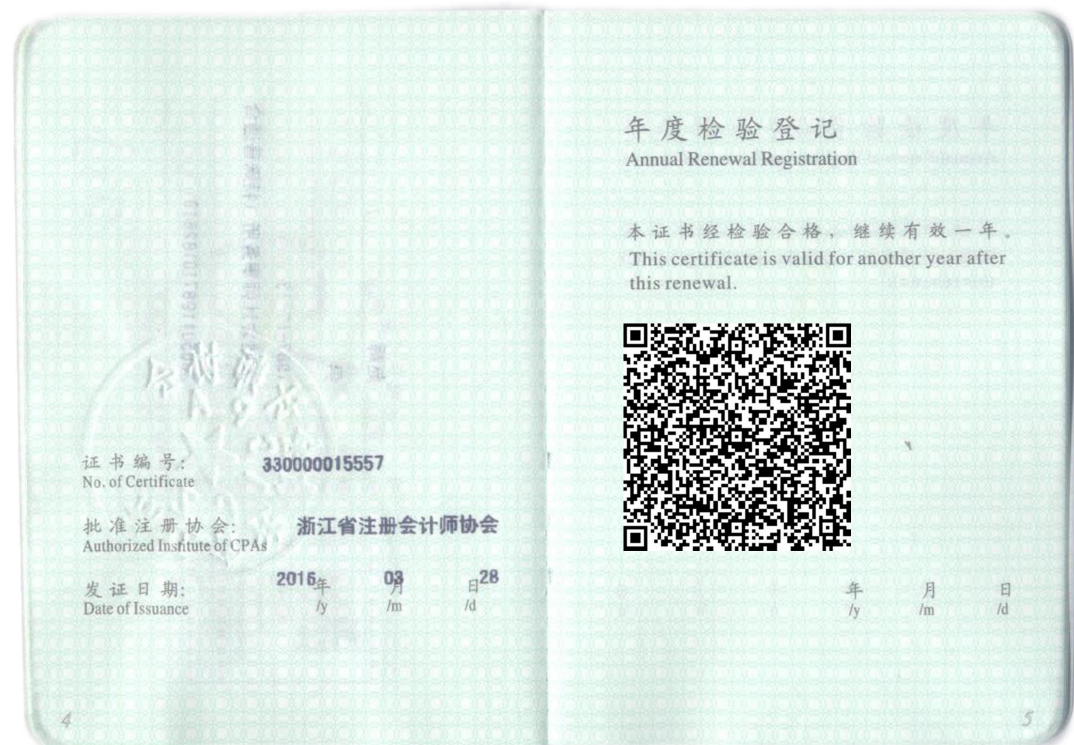 证书编号:
No. of Certificate
330000015557
批准注册协会:
Authorized Institute of CPAs
浙江省注册会计师协会
发证日期:
Date of Issuance
2016年 03月 28日
/y /m /d
4
年度检验登记
Annual Renewal Registration
本证书经检验合格,继续有效一年。
This certificate is valid for another year after
this renewal.
年 月 日
/y /m /d
5